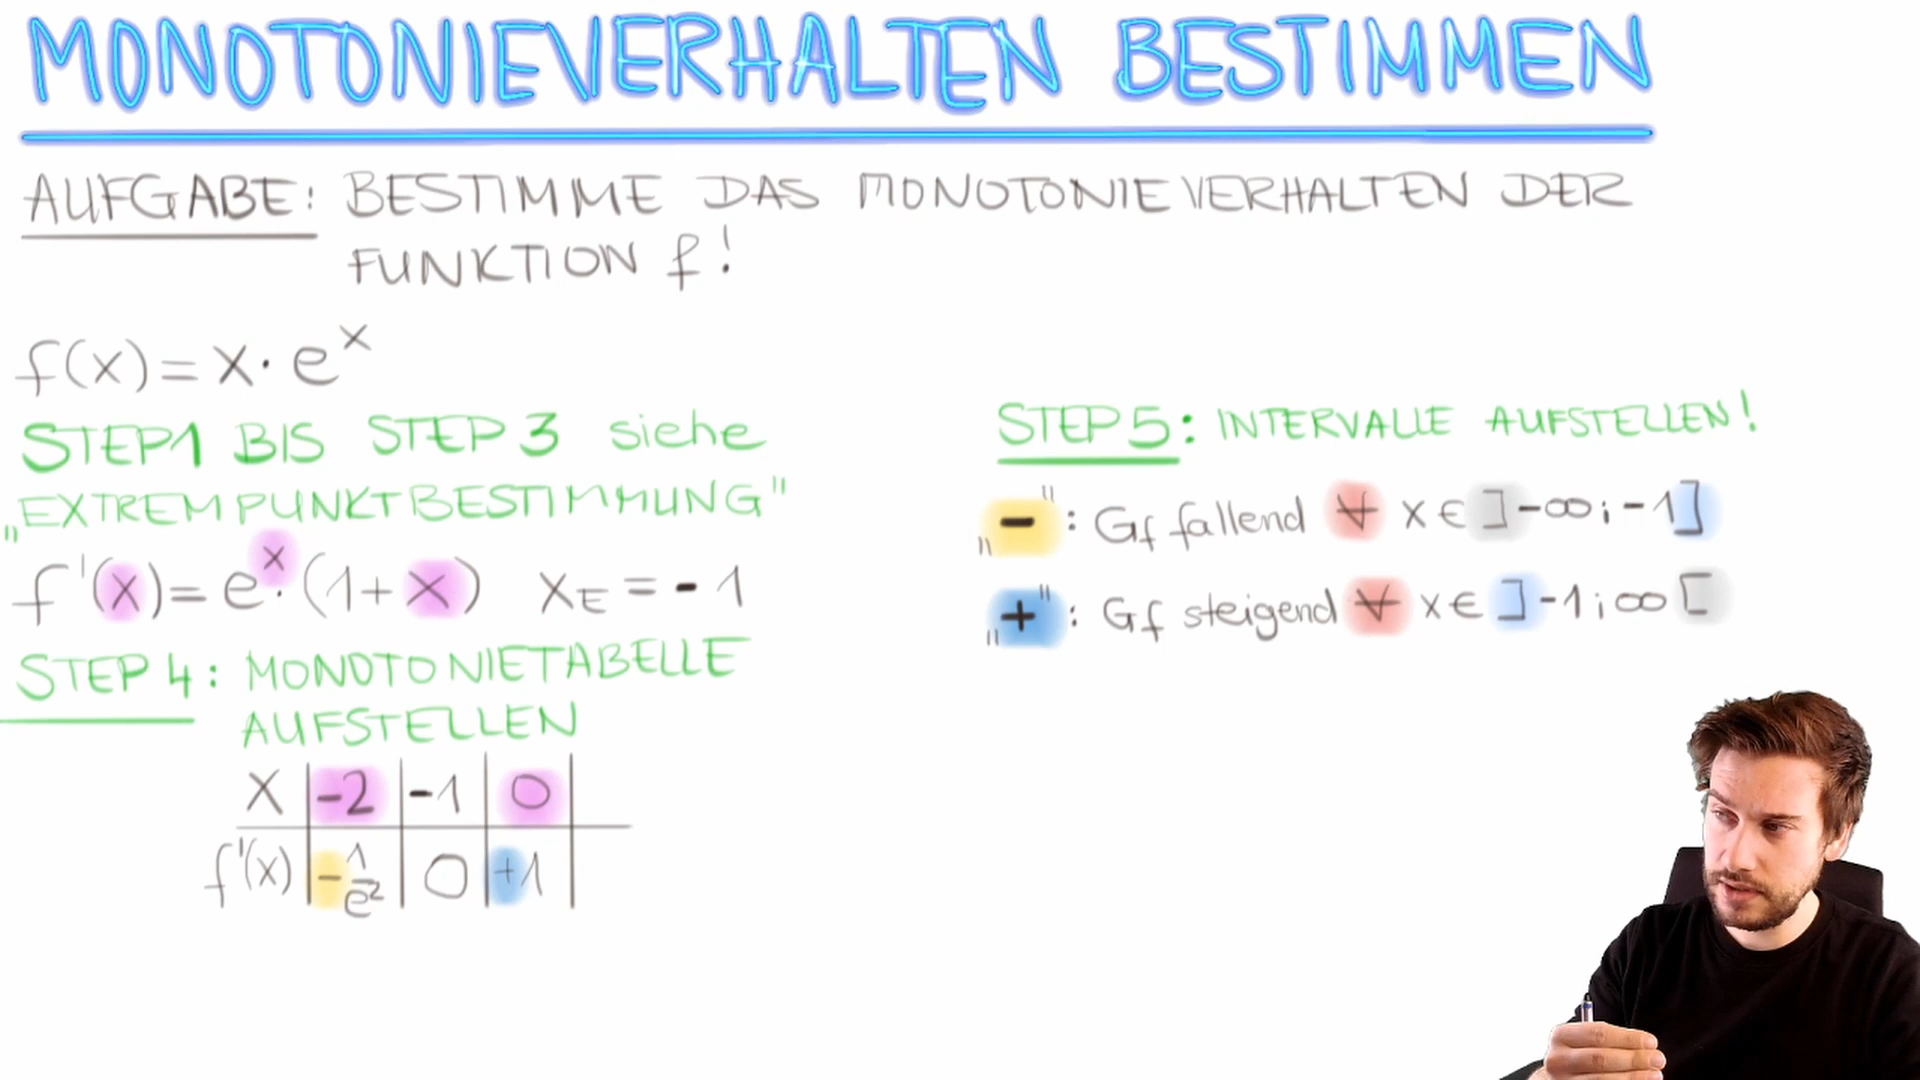 MONOTONIEVERHALTEN BESTIMMEN
AUFGABE: BESTIMME DAS MONOTONIEVERHALTEN DER
FUNKTION f!
f(x) = x · e^x
STEP 1 BIS STEP 3 siehe
„EXTREMPUNKTBESTIMMUNG"
f'(x) = e^x · (1 + x) x_E = -1
STEP 4: MONOTONIETABELLE
AUFSTELLEN
x | -2 | -1 | 0 |
f'(x) | -1/e² | 0 | +1 |
STEP 5: INTERVALLE AUFSTELLEN!
„-": Gf fallend ∀ x ∈ ]-∞; -1]
„+": Gf steigend ∀ x ∈ ]-1; ∞[